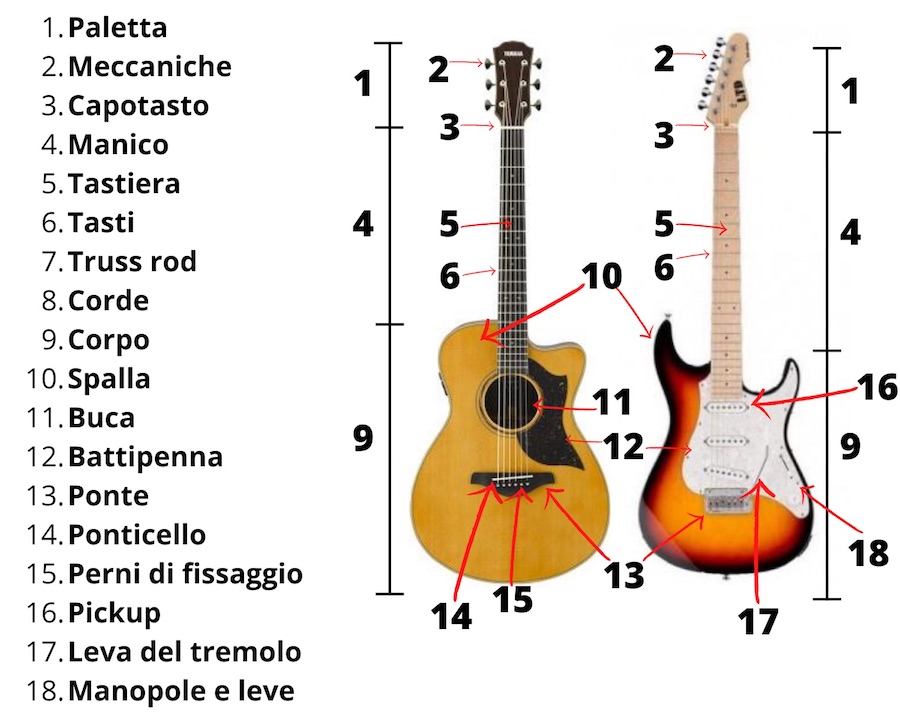 1. Paletta
2. Meccaniche
3. Capotasto
4. Manico
5. Tastiera
6. Tasti
7. Truss rod
8. Corde
9. Corpo
10. Spalla
11. Buca
12. Battipenna
13. Ponte
14. Ponticello
15. Perni di fissaggio
16. Pickup
17. Leva del tremolo
18. Manopole e leve
1
2
3
4
5
6
9
10
11
12
13
14
15
YAMAHA
2
1
3
4
5
6
16
9
18
17
LTD